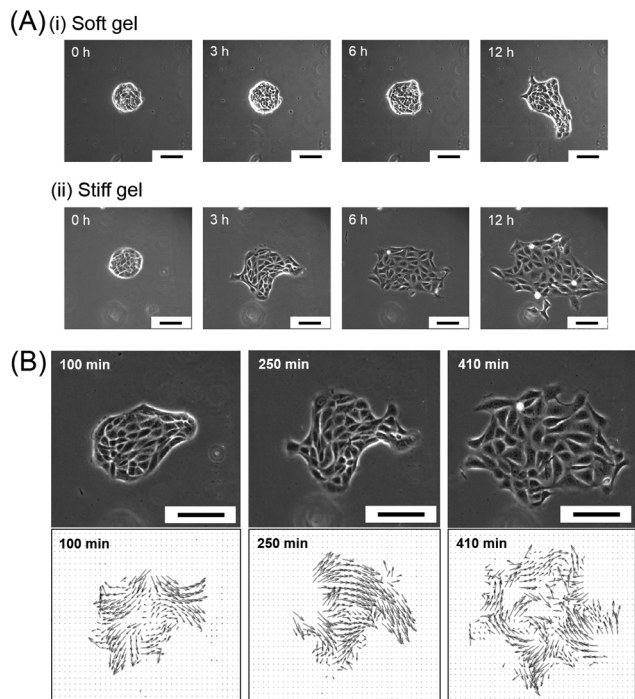 (A) (i) Soft gel
0 h 3 h 6 h 12 h
(ii) Stiff gel
0 h 3 h 6 h 12 h
(B)
100 min 250 min 410 min
100 min 250 min 410 min